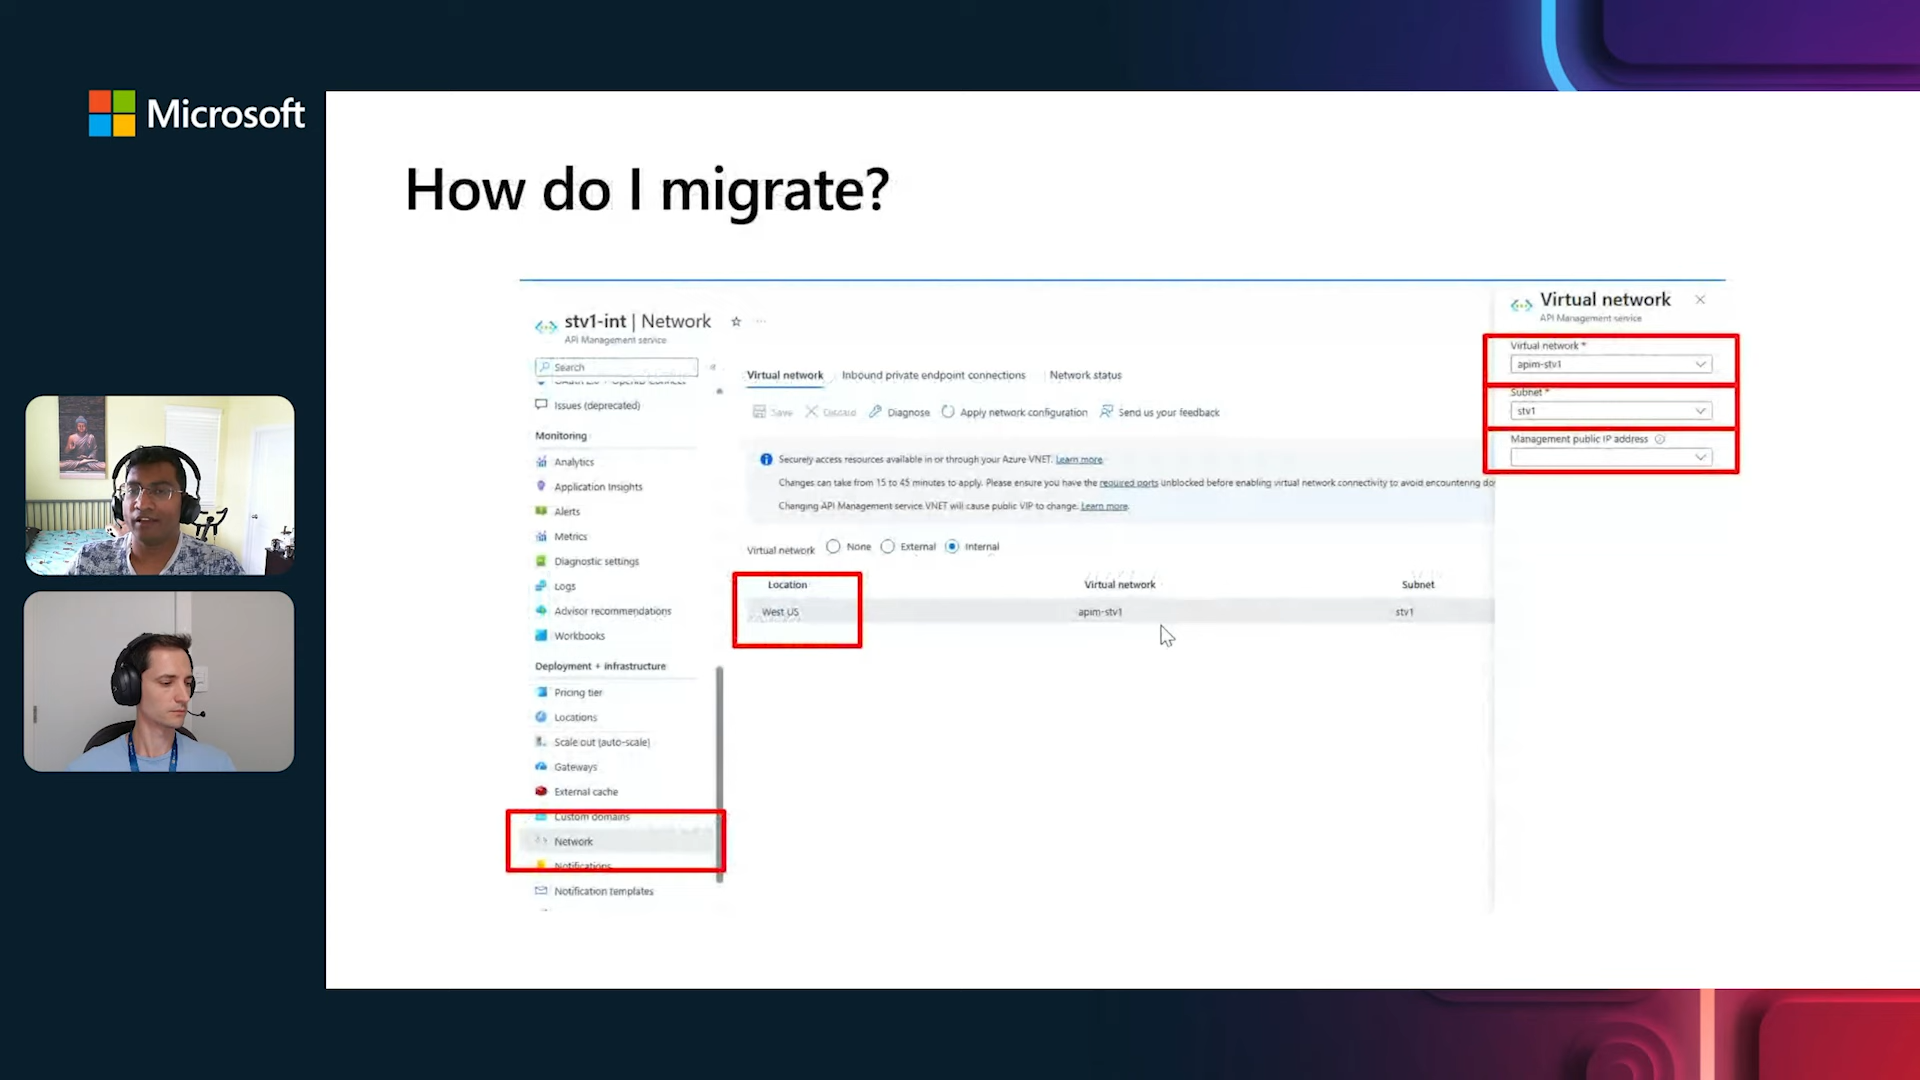 Microsoft
How do I migrate?
stv1-int | Network
API Management service
Search
Issues (deprecated)
Monitoring
Analytics
Application Insights
Alerts
Metrics
Diagnostic settings
Logs
Advisor recommendations
Workbooks
Deployment + infrastructure
Pricing tier
Locations
Scale out (auto-scale)
Gateways
External cache
Custom domains
Network
Notifications
Notification templates
Virtual network Inbound private endpoint connections Network status
Save Discard Diagnose Apply network configuration Send us your feedback
Securely access resources available in or through your Azure VNET. Learn more.
Changes can take from 15 to 45 minutes to apply. Please ensure you have the required ports unblocked before enabling virtual network connectivity to avoid encountering
Changing API Management service VNET will cause public VIP to change. Learn more.
Virtual network None External Internal
Location Virtual network Subnet
West US apim-stv1 stv1
Virtual network
API Management service
Virtual network *
apim-stv1
Subnet *
stv1
Management public IP address